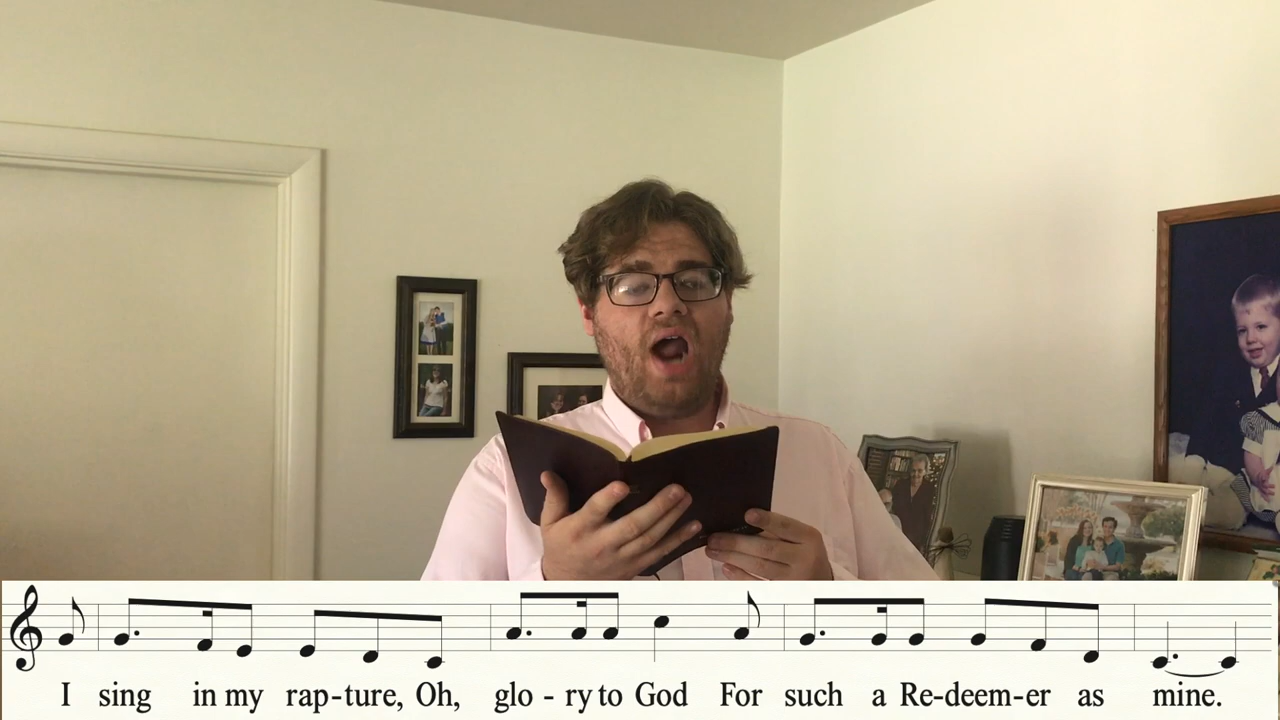 I sing in my rap-ture, Oh, glo - ry to God For such a Re-deem-er as mine.